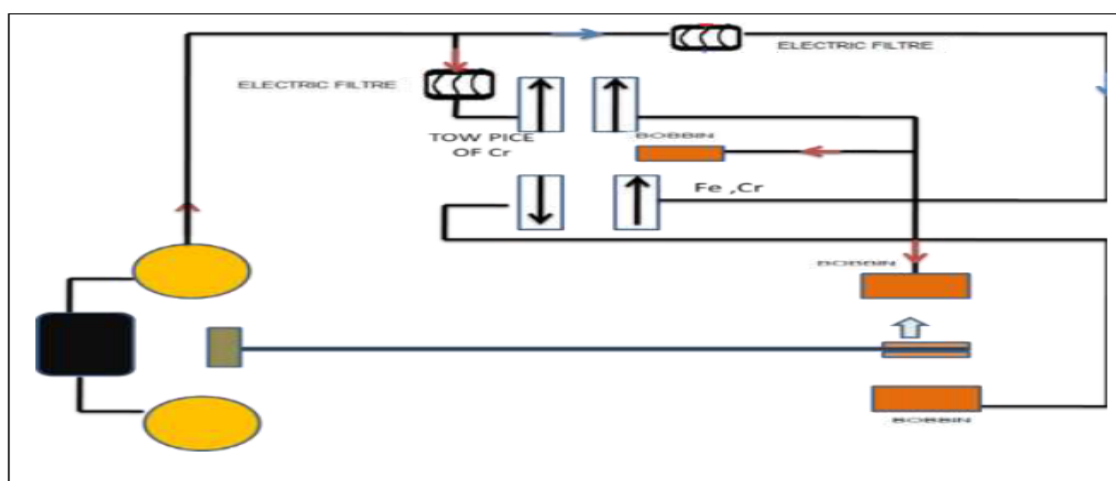 ELECTRIC FILTRE
ELECTRIC FILTRE
TOW PICE
OF Cr
BOBBIN
Fe ,Cr
BOBBIN
BOBBIN